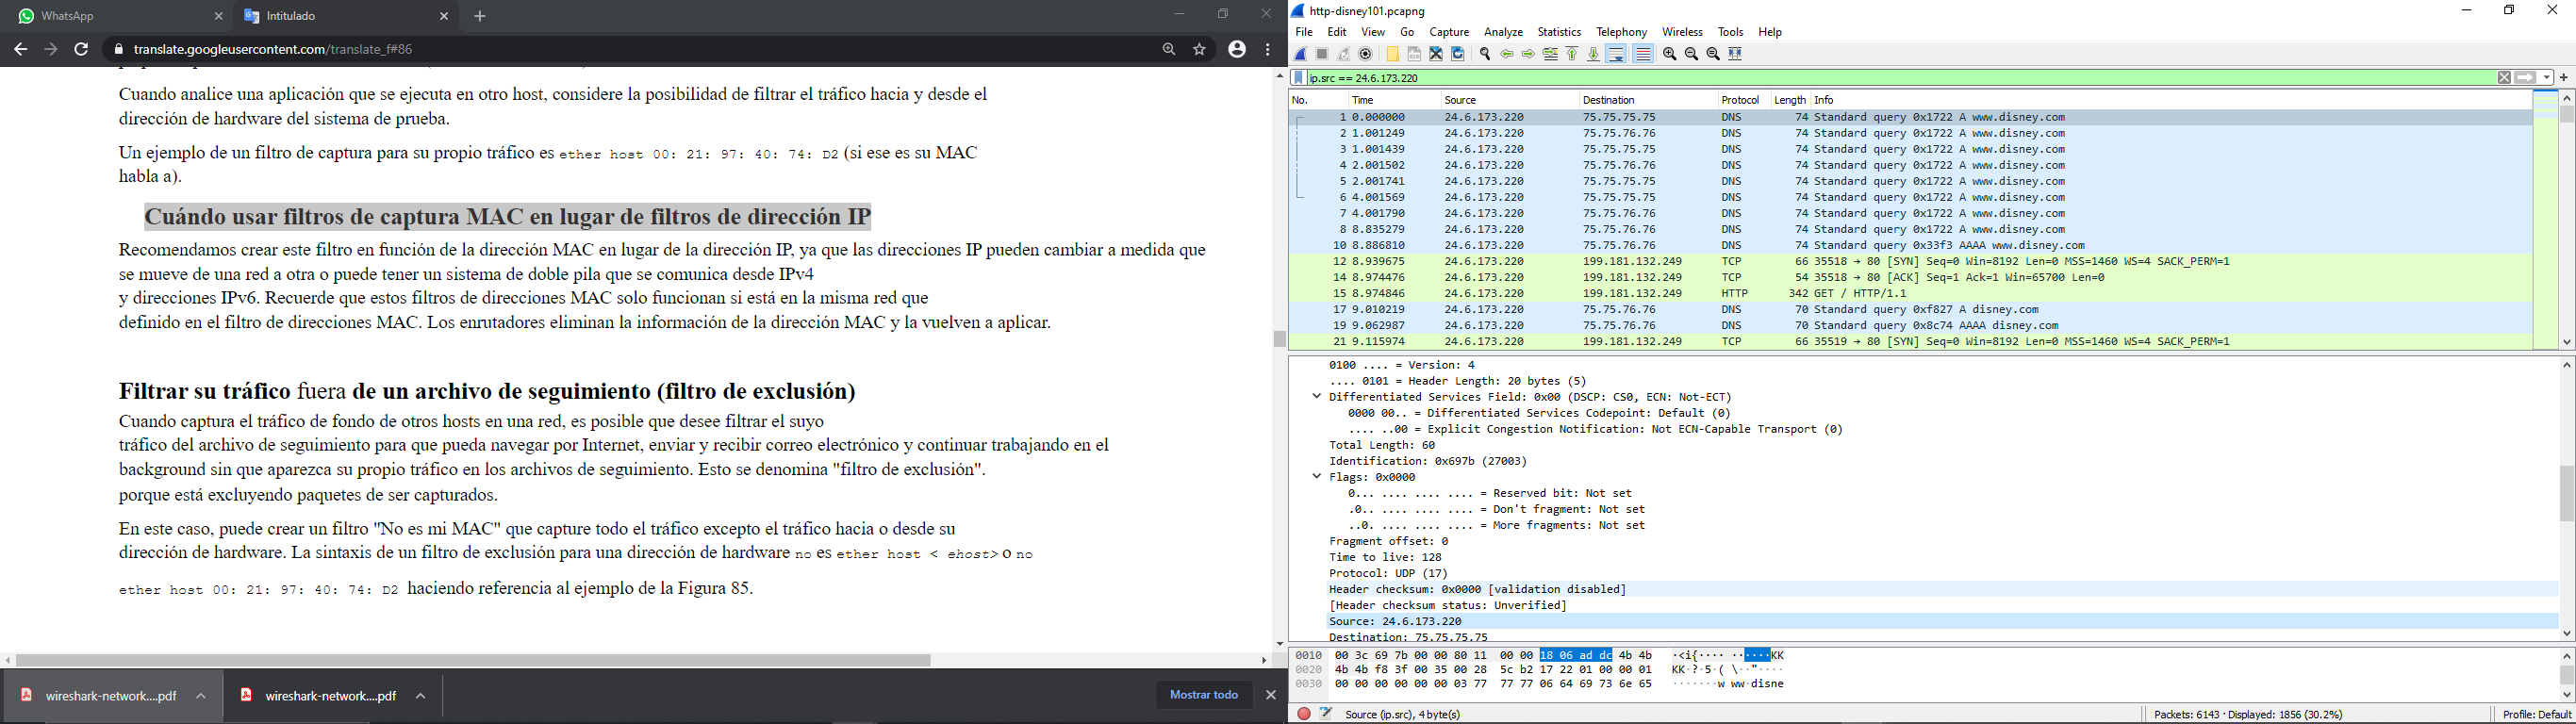 WhatsApp
Intitulado
translate.googleusercontent.com/translate_f#86
Cuando analice una aplicación que se ejecuta en otro host, considere la posibilidad de filtrar el tráfico hacia y desde el
dirección de hardware del sistema de prueba.
Un ejemplo de un filtro de captura para su propio tráfico es ether host 00: 21: 97: 40: 74: D2 (si ese es su MAC
habla a).
Cuándo usar filtros de captura MAC en lugar de filtros de dirección IP
Recomendamos crear este filtro en función de la dirección MAC en lugar de la dirección IP, ya que las direcciones IP pueden cambiar a medida que
se mueve de una red a otra o puede tener un sistema de doble pila que se comunica desde IPv4
y direcciones IPv6. Recuerde que estos filtros de direcciones MAC solo funcionan si está en la misma red que
definido en el filtro de direcciones MAC. Los enrutadores eliminan la información de la dirección MAC y la vuelven a aplicar.
Filtrar su tráfico fuera de un archivo de seguimiento (filtro de exclusión)
Cuando captura el tráfico de fondo de otros hosts en una red, es posible que desee filtrar el suyo
tráfico del archivo de seguimiento para que pueda navegar por Internet, enviar y recibir correo electrónico y continuar trabajando en el
background sin que aparezca su propio tráfico en los archivos de seguimiento. Esto se denomina "filtro de exclusión".
porque está excluyendo paquetes de ser capturados.
En este caso, puede crear un filtro "No es mi MAC" que capture todo el tráfico excepto el tráfico hacia o desde su
dirección de hardware. La sintaxis de un filtro de exclusión para una dirección de hardware no es ether host < ehost> o no
ether host 00: 21: 97: 40: 74: D2 haciendo referencia al ejemplo de la Figura 85.
wireshark-network....pdf
wireshark-network....pdf
Mostrar todo
http-disney101.pcapng
File Edit View Go Capture Analyze Statistics Telephony Wireless Tools Help
ip.src == 24.6.173.220
No. Time Source Destination Protocol Length Info
1 0.000000 24.6.173.220 75.75.75.75 DNS 74 Standard query 0x1722 A www.disney.com
2 1.001249 24.6.173.220 75.75.76.76 DNS 74 Standard query 0x1722 A www.disney.com
3 1.001439 24.6.173.220 75.75.75.75 DNS 74 Standard query 0x1722 A www.disney.com
4 2.001502 24.6.173.220 75.75.76.76 DNS 74 Standard query 0x1722 A www.disney.com
5 2.001741 24.6.173.220 75.75.75.75 DNS 74 Standard query 0x1722 A www.disney.com
6 4.001569 24.6.173.220 75.75.75.75 DNS 74 Standard query 0x1722 A www.disney.com
7 4.001790 24.6.173.220 75.75.76.76 DNS 74 Standard query 0x1722 A www.disney.com
8 8.835279 24.6.173.220 75.75.76.76 DNS 74 Standard query 0x1722 A www.disney.com
10 8.886810 24.6.173.220 75.75.76.76 DNS 74 Standard query 0x33f3 AAAA www.disney.com
12 8.939675 24.6.173.220 199.181.132.249 TCP 66 35518 → 80 [SYN] Seq=0 Win=8192 Len=0 MSS=1460 WS=4 SACK_PERM=1
14 8.974476 24.6.173.220 199.181.132.249 TCP 54 35518 → 80 [ACK] Seq=1 Ack=1 Win=65700 Len=0
15 8.974846 24.6.173.220 199.181.132.249 HTTP 342 GET / HTTP/1.1
17 9.010219 24.6.173.220 75.75.76.76 DNS 70 Standard query 0xf827 A disney.com
19 9.062987 24.6.173.220 75.75.76.76 DNS 70 Standard query 0x8c74 AAAA disney.com
21 9.115974 24.6.173.220 199.181.132.249 TCP 66 35519 → 80 [SYN] Seq=0 Win=8192 Len=0 MSS=1460 WS=4 SACK_PERM=1
0100 .... = Version: 4
.... 0101 = Header Length: 20 bytes (5)
Differentiated Services Field: 0x00 (DSCP: CS0, ECN: Not-ECT)
0000 00.. = Differentiated Services Codepoint: Default (0)
.... ..00 = Explicit Congestion Notification: Not ECN-Capable Transport (0)
Total Length: 60
Identification: 0x697b (27003)
Flags: 0x0000
0... .... .... .... = Reserved bit: Not set
.0.. .... .... .... = Don't fragment: Not set
..0. .... .... .... = More fragments: Not set
Fragment offset: 0
Time to live: 128
Protocol: UDP (17)
Header checksum: 0x0000 [validation disabled]
[Header checksum status: Unverified]
Source: 24.6.173.220
Destination: 75.75.75.75
0010 00 3c 69 7b 00 00 80 11 00 00 18 06 ad dc 4b 4b ·<i{···· ······KK
0020 4b 4b f8 3f 00 35 00 28 5c b2 17 22 01 00 00 01 KK·?·5·( \··"····
0030 00 00 00 00 00 00 03 77 77 77 06 64 69 73 6e 65 ·······w ww·disne
Source (ip.src), 4 byte(s)
Packets: 6143 · Displayed: 1856 (30.2%)
Profile: Default